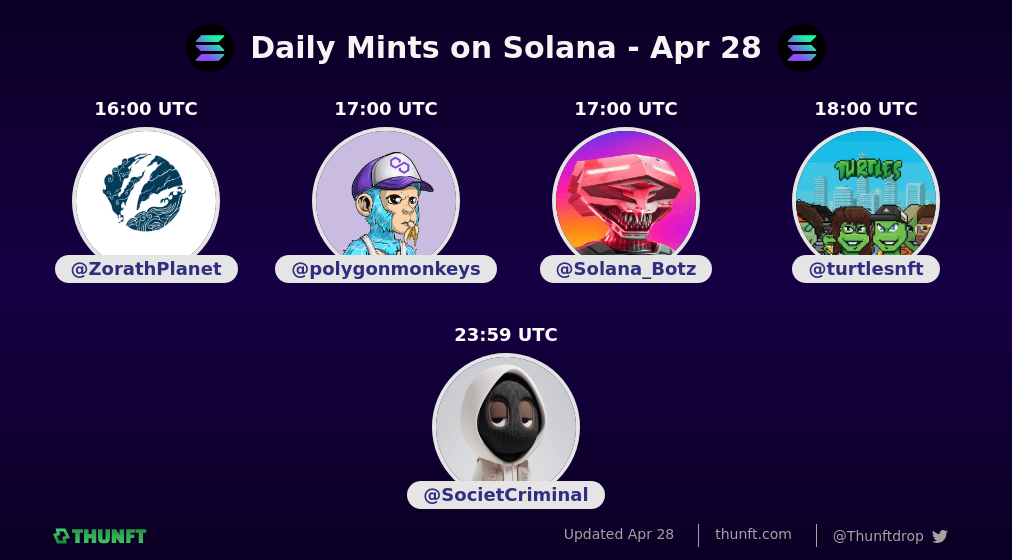 Daily Mints on Solana - Apr 28
16:00 UTC
17:00 UTC
17:00 UTC
18:00 UTC
TURTLES
@ZorathPlanet
@polygonmonkeys
@Solana_Botz
@turtlesnft
23:59 UTC
@SocietCriminal
THUNFT
Updated Apr 28
thunft.com
@Thunftdrop